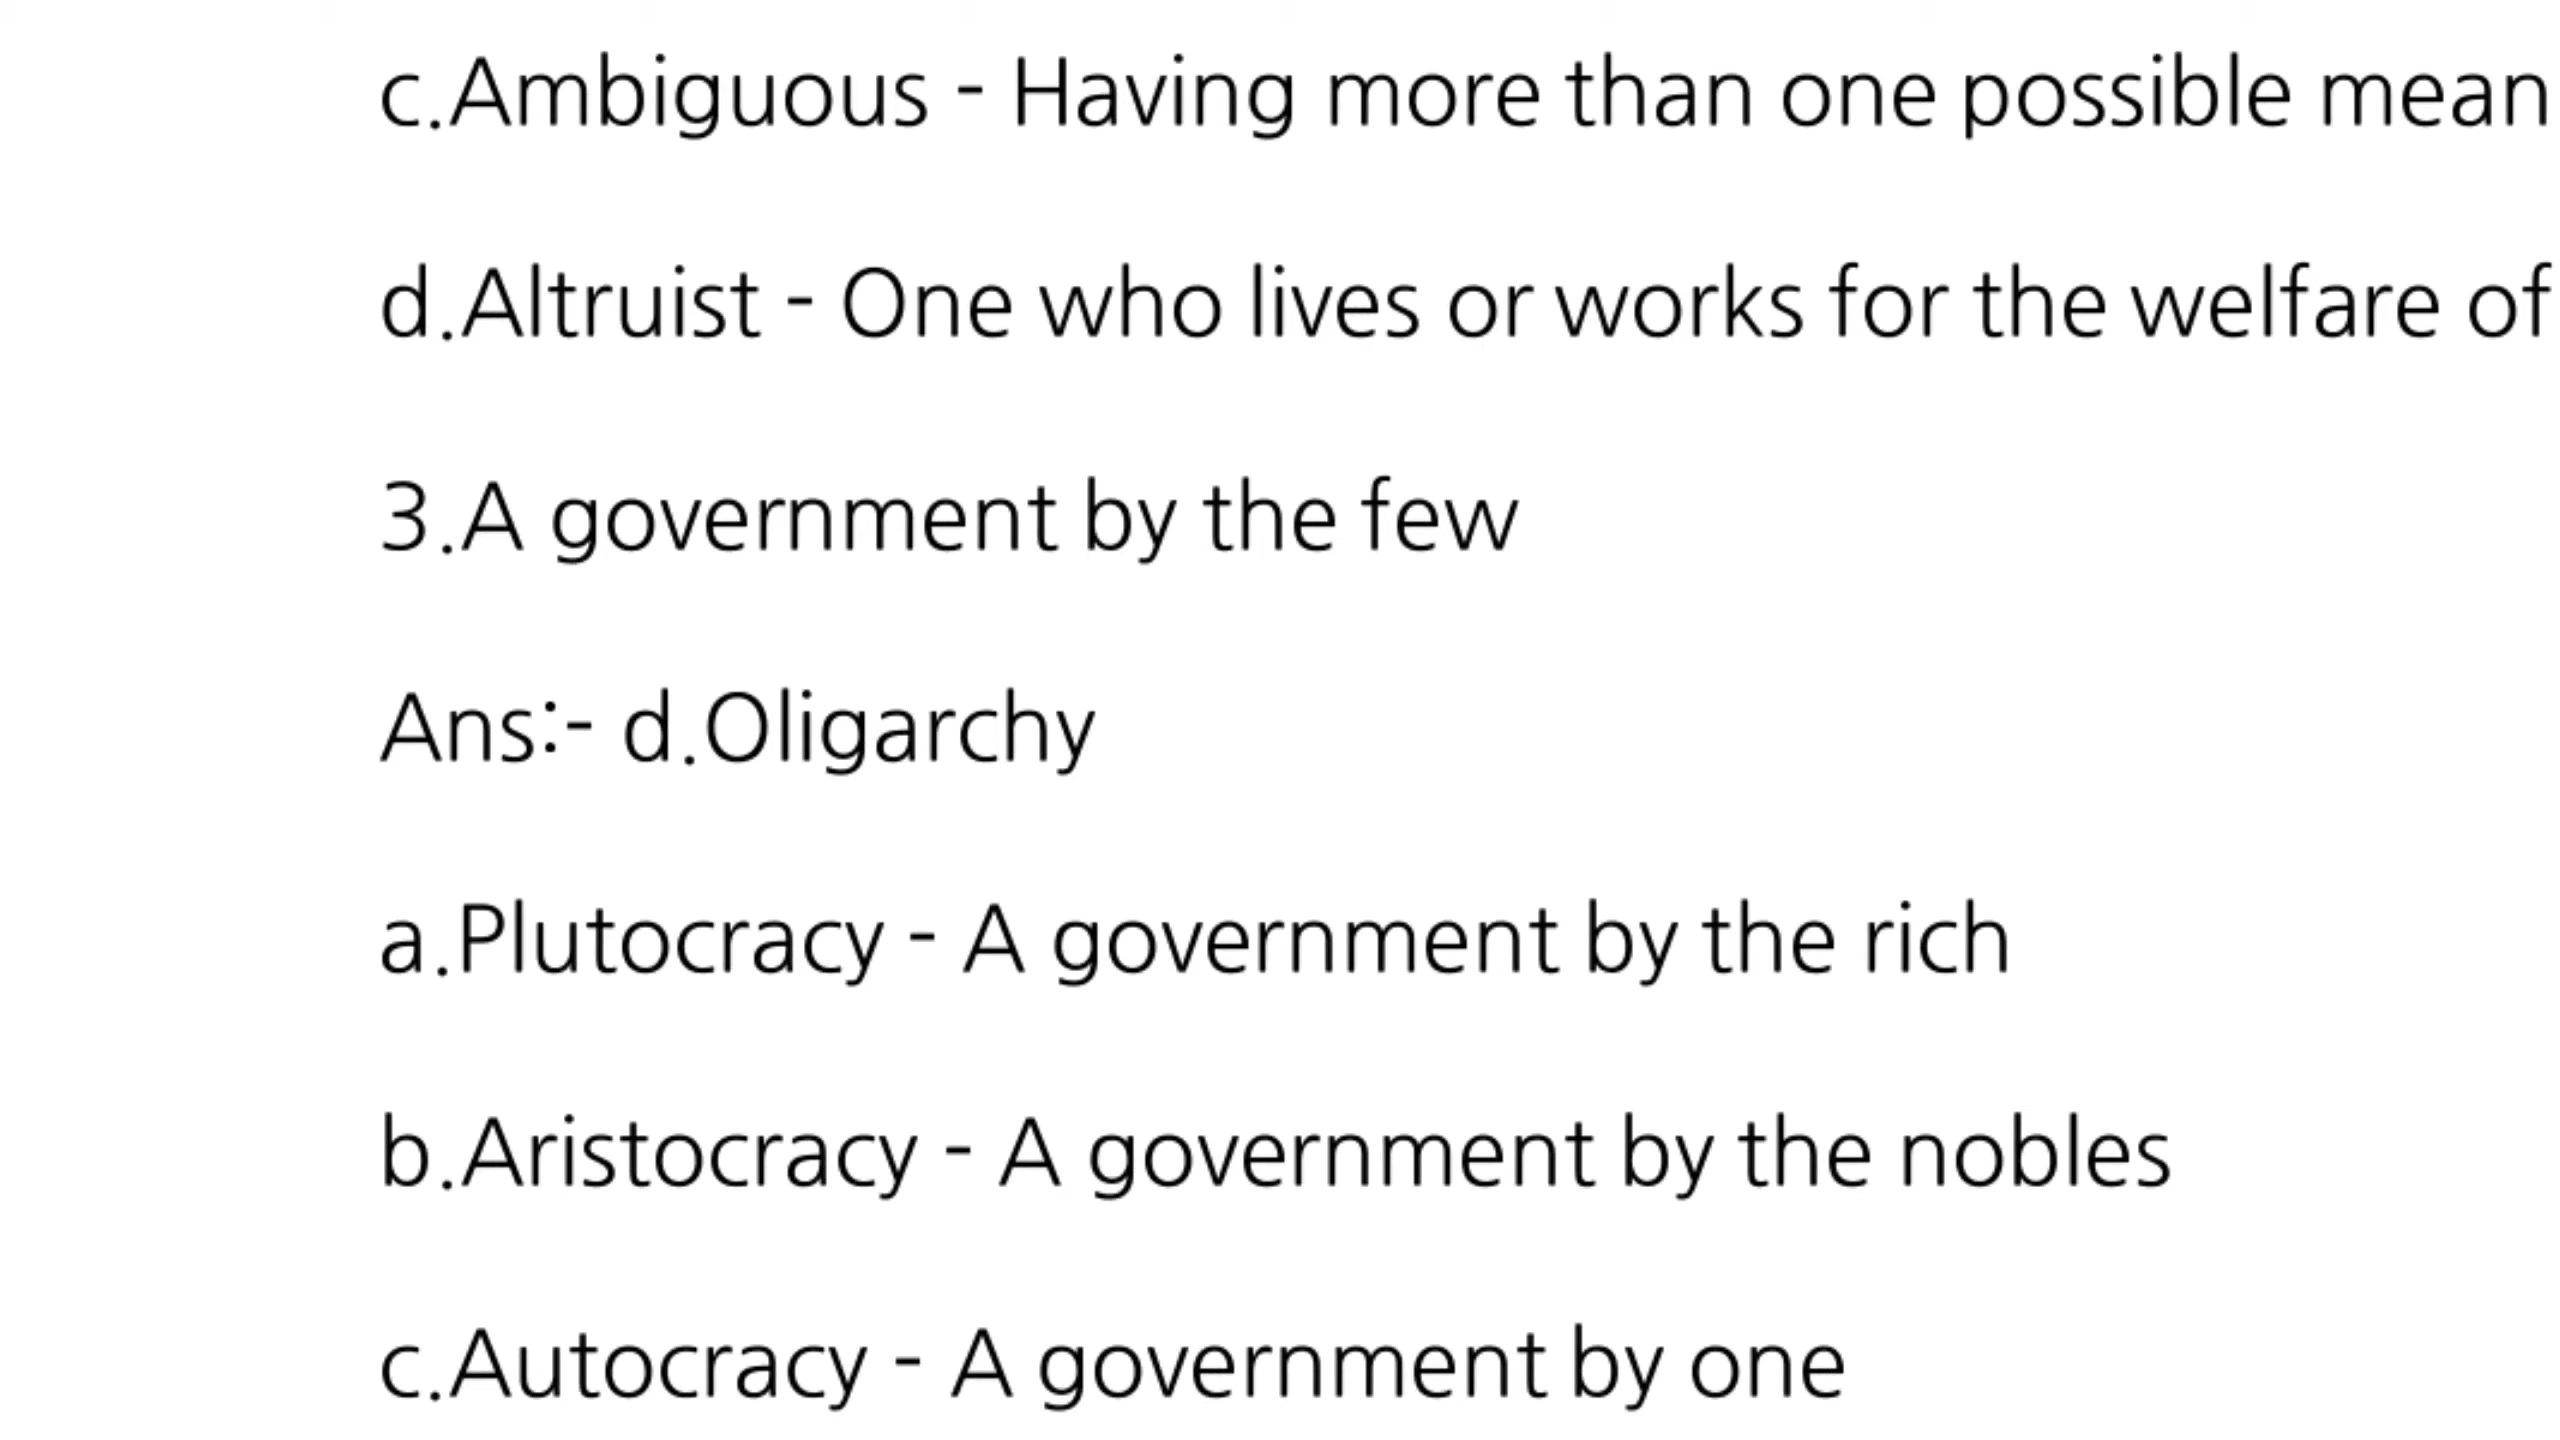 c.Ambiguous - Having more than one possible mean
d.Altruist - One who lives or works for the welfare of
3.A government by the few
Ans:- d.Oligarchy
a.Plutocracy - A government by the rich
b.Aristocracy - A government by the nobles
c.Autocracy - A government by one